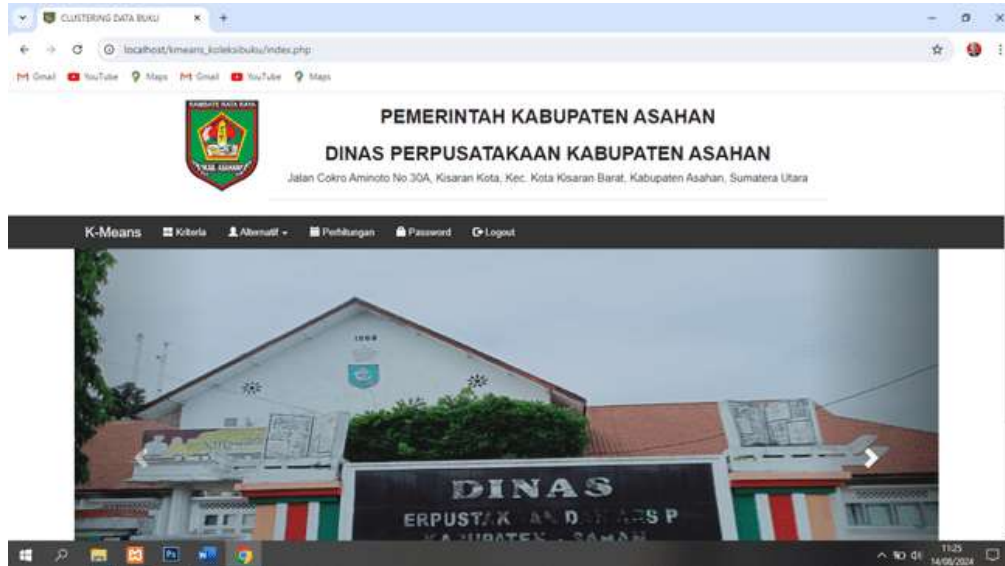 CLUSTERING DATA BUKU
localhost/kmeans_koleksibuku/index.php
Gmail YouTube Maps Gmail YouTube Maps
PEMERINTAH KABUPATEN ASAHAN
DINAS PERPUSATAKAAN KABUPATEN ASAHAN
Jalan Cokro Aminoto No 30A, Kisaran Kota, Kec. Kota Kisaran Barat, Kabupaten Asahan, Sumatera Utara
K-Means Kriteria Alternatif Perhitungan Password Logout
DINAS
ERPUST
11:25
14/08/2024